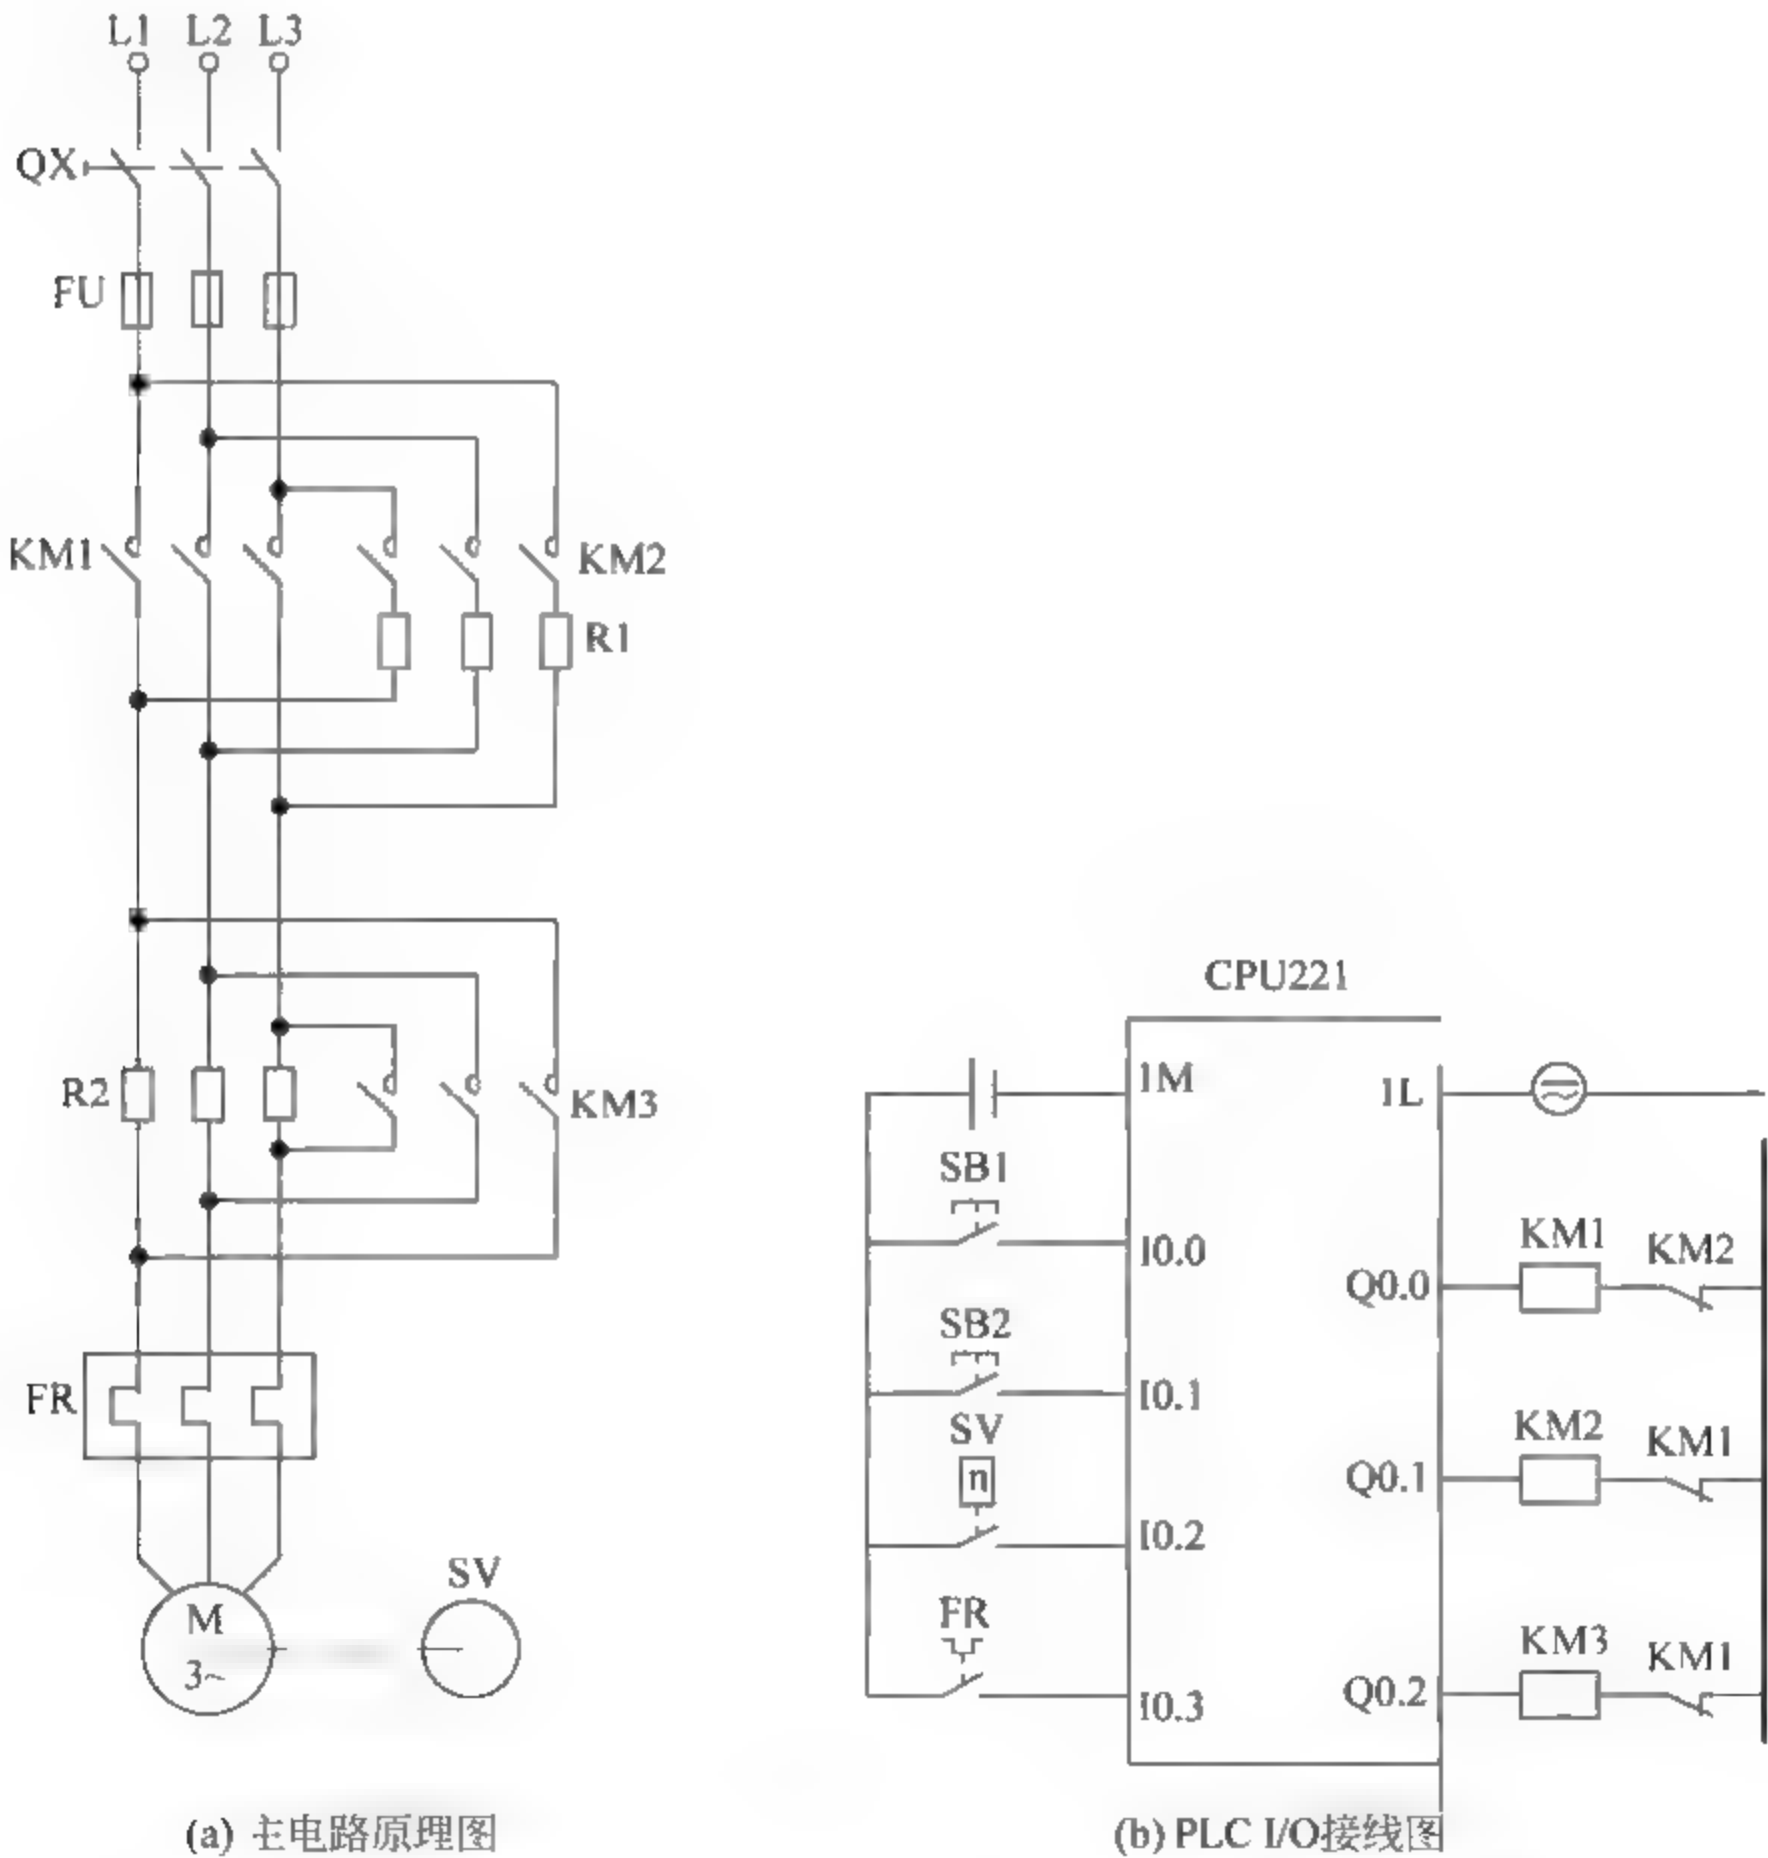 L1 L2 L3
QX
FU
KM1
KM2
R1
R2
KM3
FR
M
3~
SV
(a) 主电路原理图
CPU221
1M
1L
SB1
I0.0
SB2
I0.1
SV
n
I0.2
FR
I0.3
KM1
KM2
Q0.0
KM2
KM1
Q0.1
KM3
KM1
Q0.2
(b) PLC I/O接线图